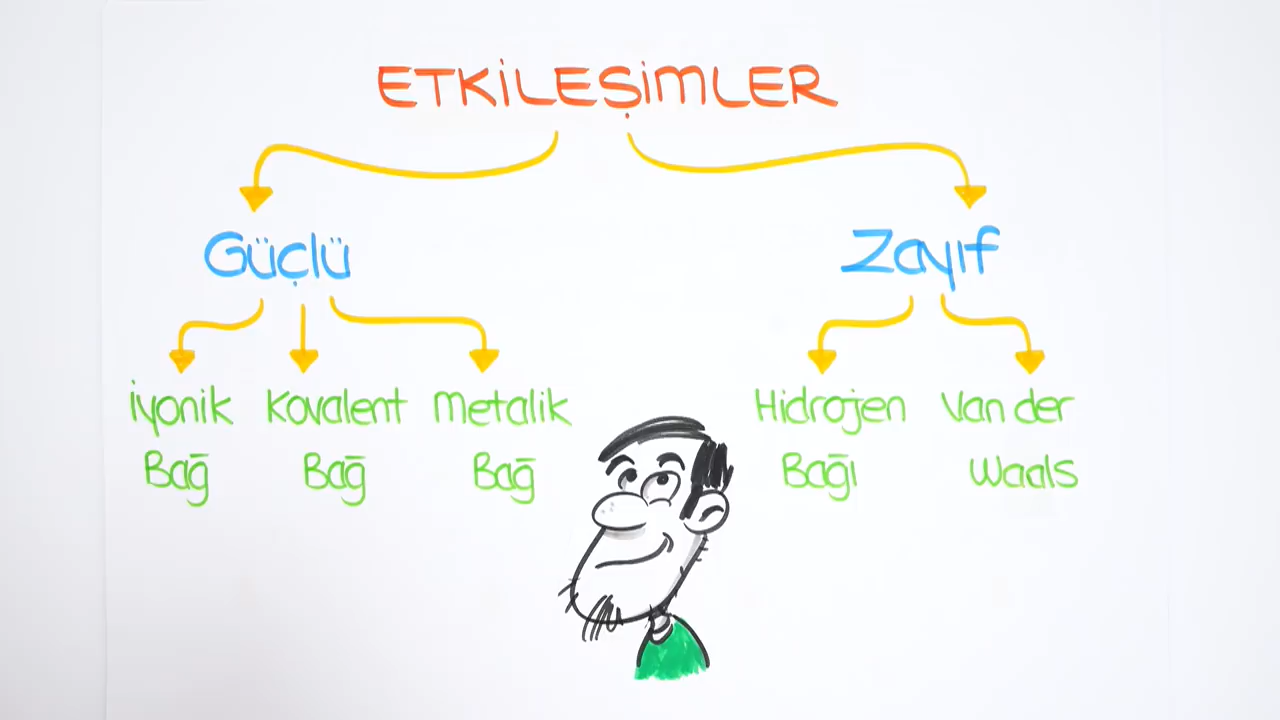 ETKİLEŞİMLER
Güçlü
Zayıf
İyonik Bağ
Kovalent Bağ
Metalik Bağ
Hidrojen Bağı
Van der Waals